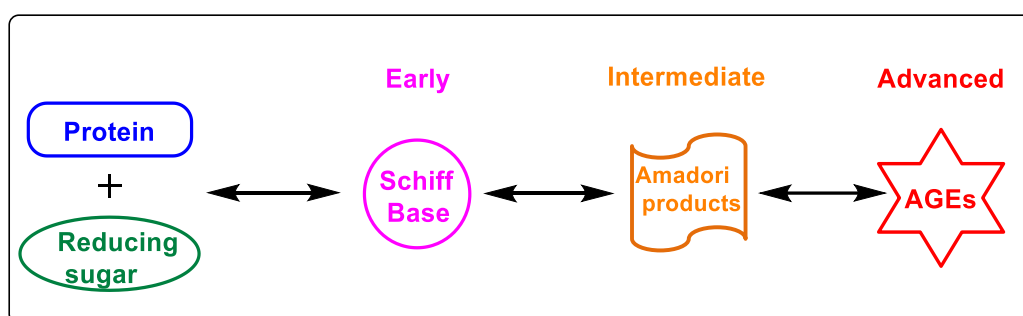 Early
Intermediate
Advanced
Protein
+
Reducing
sugar
Schiff
Base
Amadori
products
AGEs